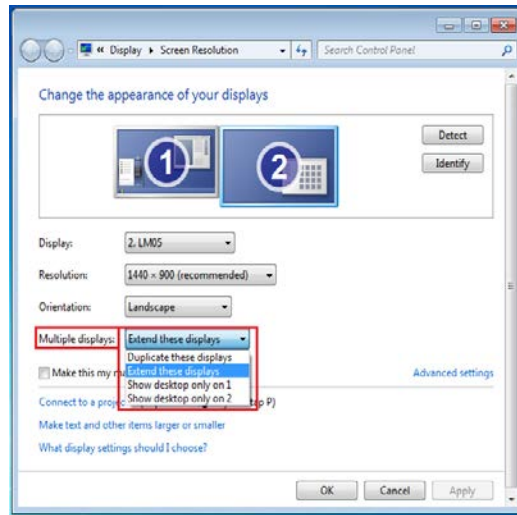 « Display ▸ Screen Resolution
Search Control Panel
Change the appearance of your displays
1
2
Detect
Identify
Display:
2. LM05
Resolution:
1440 × 900 (recommended)
Orientation:
Landscape
Multiple displays:
Extend these displays
Duplicate these displays
Extend these displays
Show desktop only on 1
Show desktop only on 2
Make this my
Advanced settings
Connect to a
P)
Make text and other items larger or smaller
What display settings should I choose?
OK
Cancel
Apply